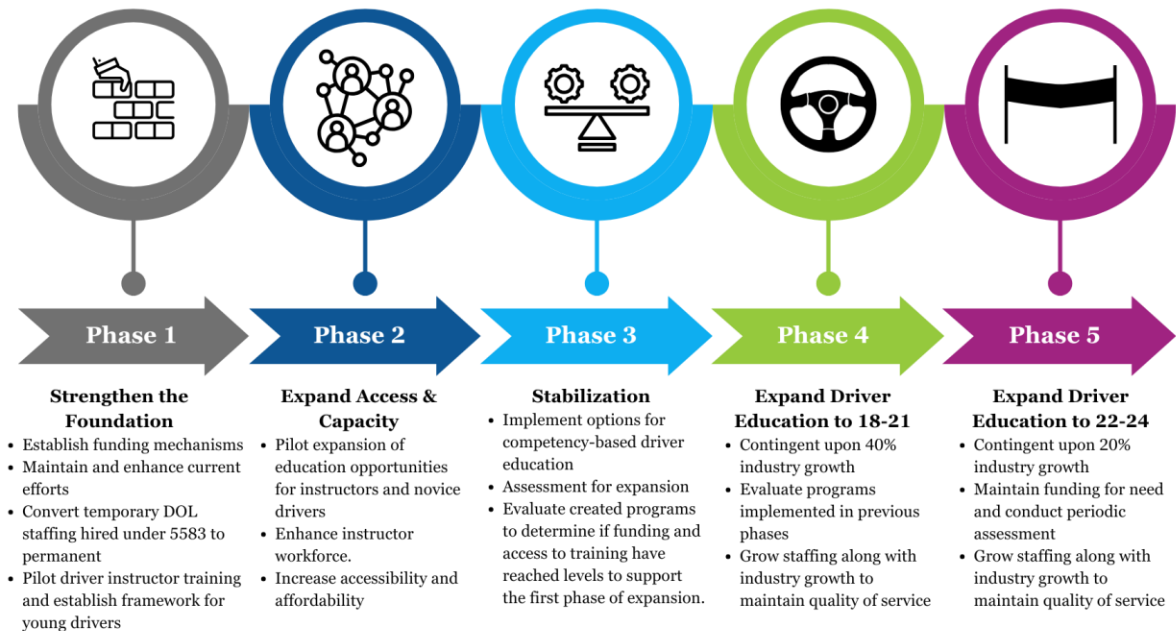 Phase 1
Phase 2
Phase 3
Phase 4
Phase 5
Strengthen the
Foundation
• Establish funding mechanisms
• Maintain and enhance current
efforts
• Convert temporary DOL
staffing hired under 5583 to
permanent
• Pilot driver instructor training
and establish framework for
young drivers
Expand Access &
Capacity
• Pilot expansion of
education opportunities
for instructors and novice
drivers
• Enhance instructor
workforce.
• Increase accessibility and
affordability
Stabilization
• Implement options for
competency-based driver
education
• Assessment for expansion
• Evaluate created programs
to determine if funding and
access to training have
reached levels to support
the first phase of expansion.
Expand Driver
Education to 18-21
• Contingent upon 40%
industry growth
• Evaluate programs
implemented in previous
phases
• Grow staffing along with
industry growth to
maintain quality of service
Expand Driver
Education to 22-24
• Contingent upon 20%
industry growth
• Maintain funding for need
and conduct periodic
assessment
• Grow staffing along with
industry growth to
maintain quality of service